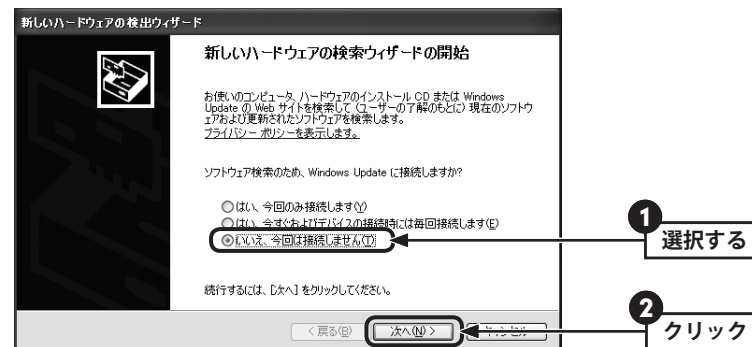 新しいハードウェアの検出ウィザード
新しいハードウェアの検索ウィザードの開始
お使いのコンピュータ、ハードウェアのインストール CD または Windows
Update の Web サイトを検索して (ユーザーの了解のもとに) 現在のソフトウ
ェアおよび更新されたソフトウェアを検索します。
プライバシー ポリシーを表示します。
ソフトウェア検索のため、Windows Update に接続しますか?
はい、今回のみ接続します(Y)
はい、今すぐおよびデバイスの接続時には毎回接続します(E)
いいえ、今回は接続しません(T)
1
選択する
続行するには、[次へ] をクリックしてください。
2
クリック
< 戻る(B)
次へ(N) >